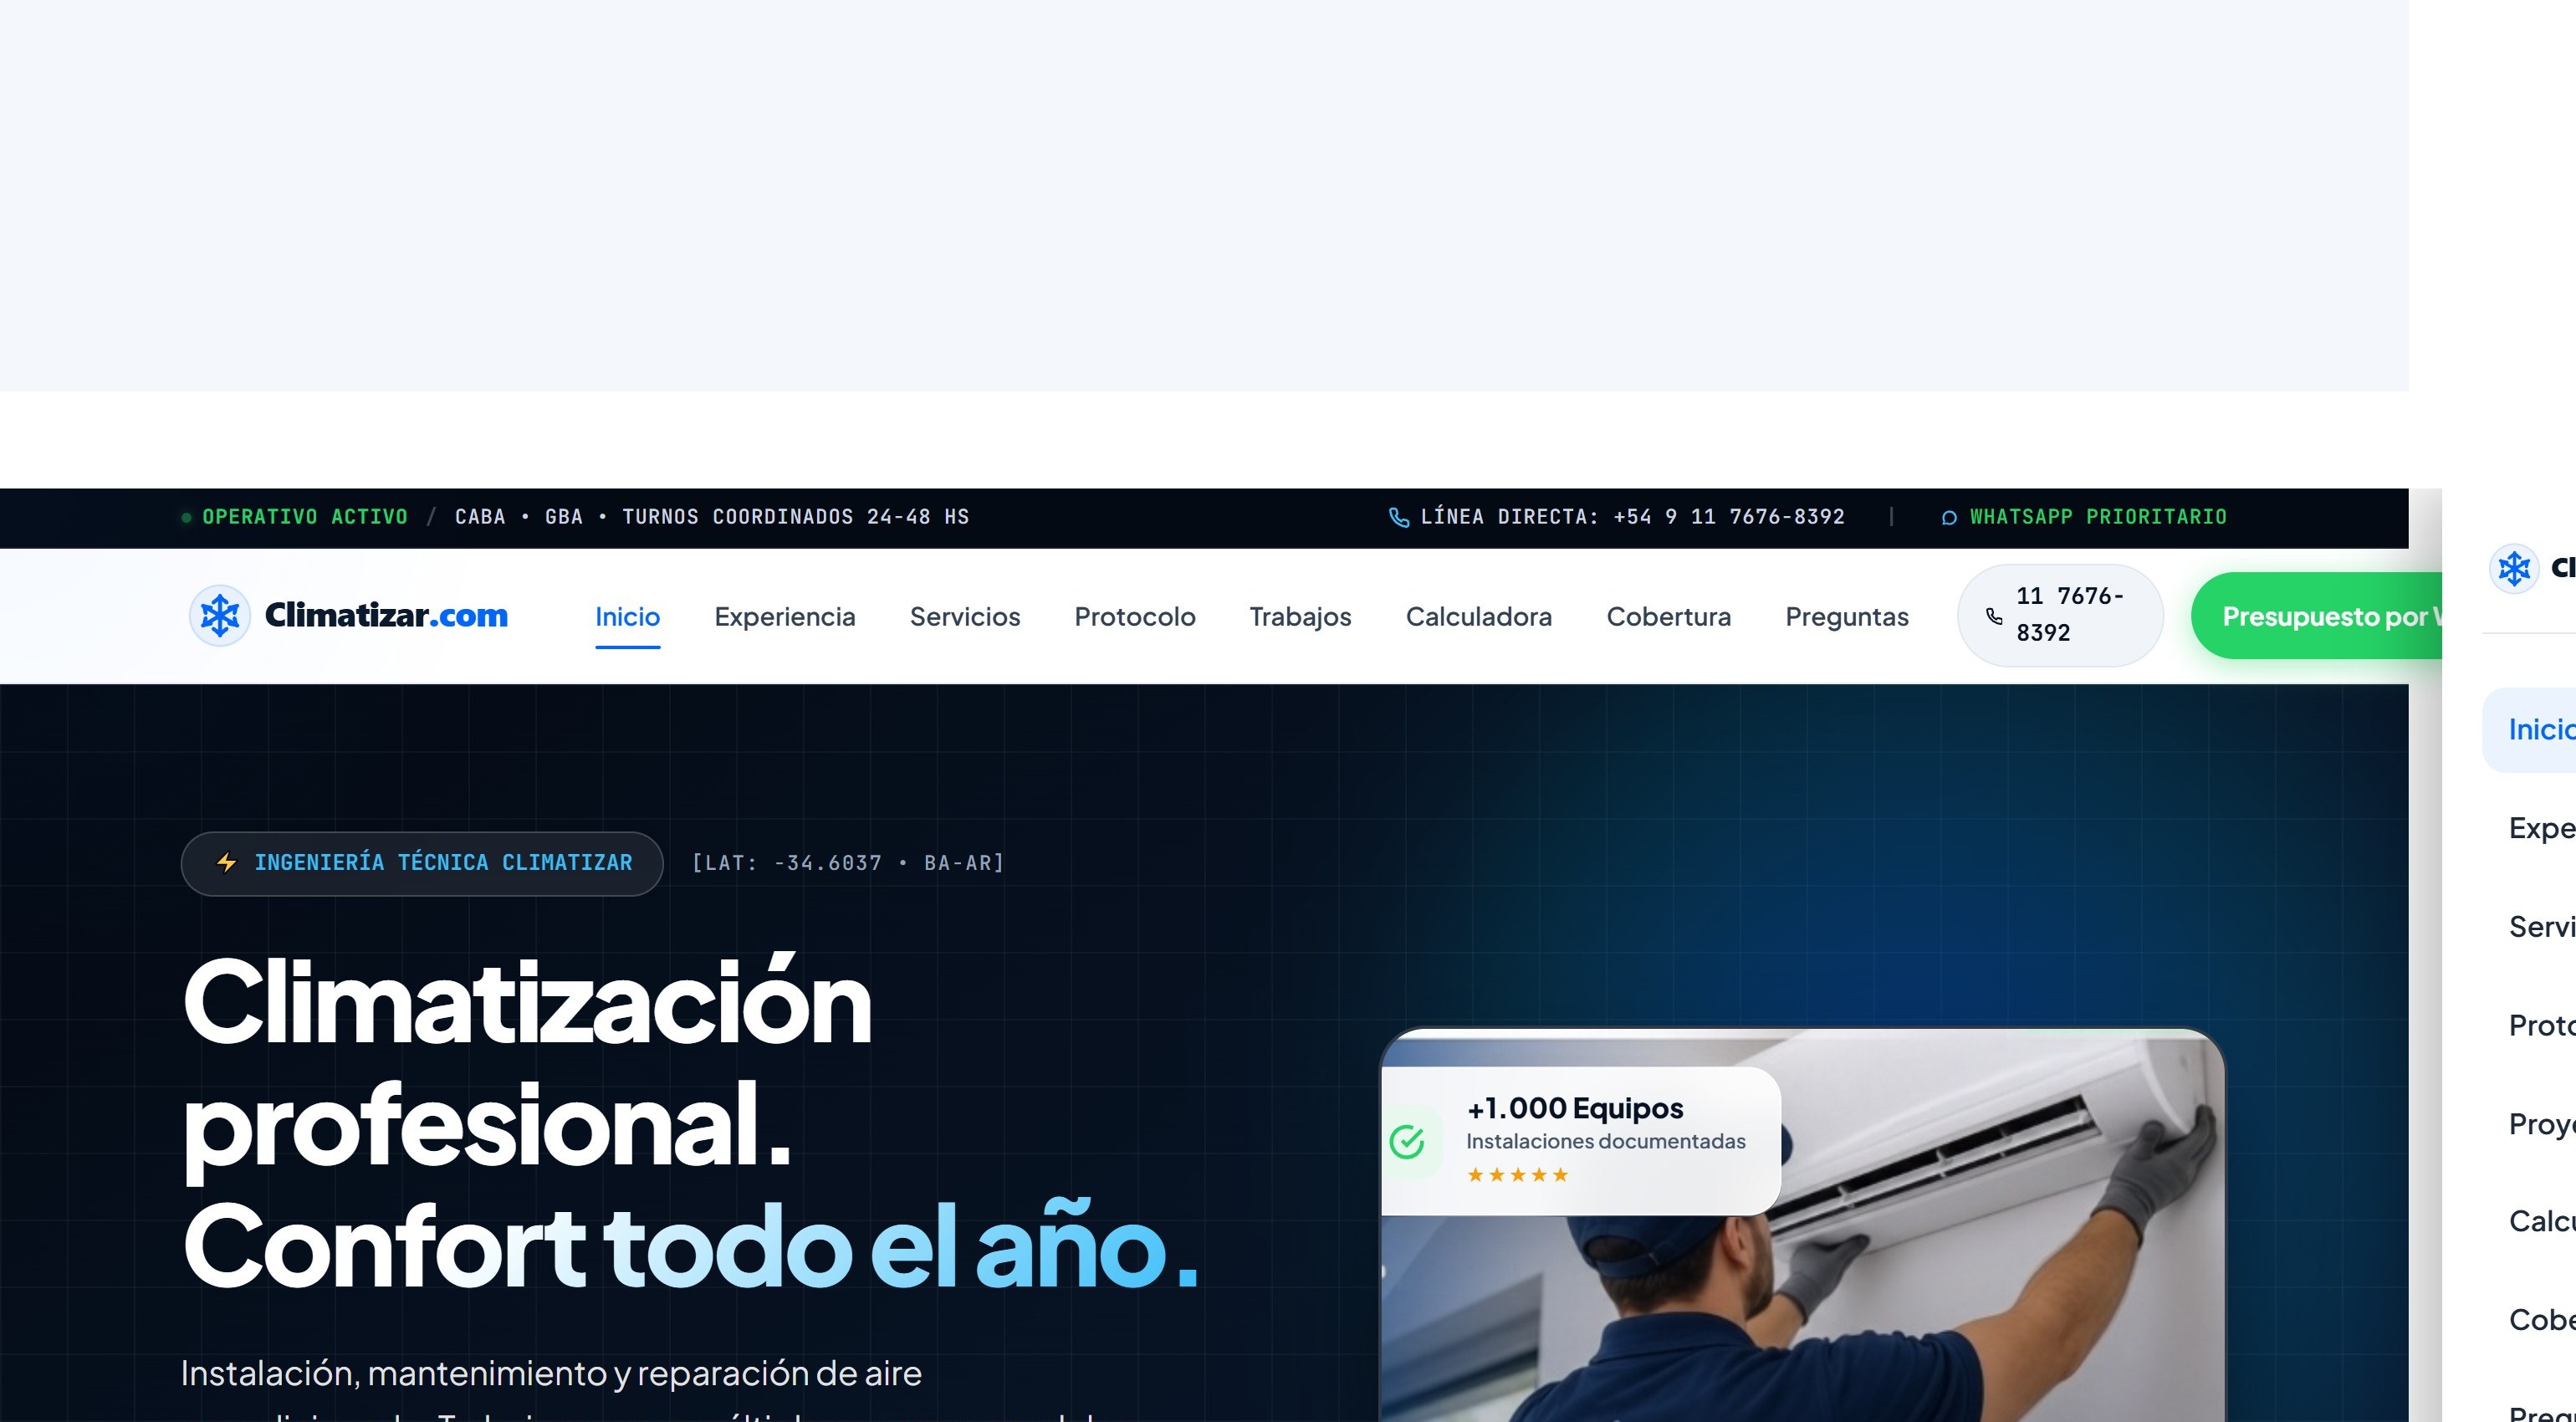 OPERATIVO ACTIVO / CABA • GBA • TURNOS COORDINADOS 24-48 HS
LÍNEA DIRECTA: +54 9 11 7676-8392 | WHATSAPP PRIORITARIO
Climatizar.com
Inicio Experiencia Servicios Protocolo Trabajos Calculadora Cobertura Preguntas
11 7676-
8392
Presupuesto por
⚡ INGENIERÍA TÉCNICA CLIMATIZAR [LAT: -34.6037 • BA-AR]
Climatización
profesional.
Confort todo el año.
Instalación, mantenimiento y reparación de aire
+1.000 Equipos
Instalaciones documentadas
★★★★★
Inicio